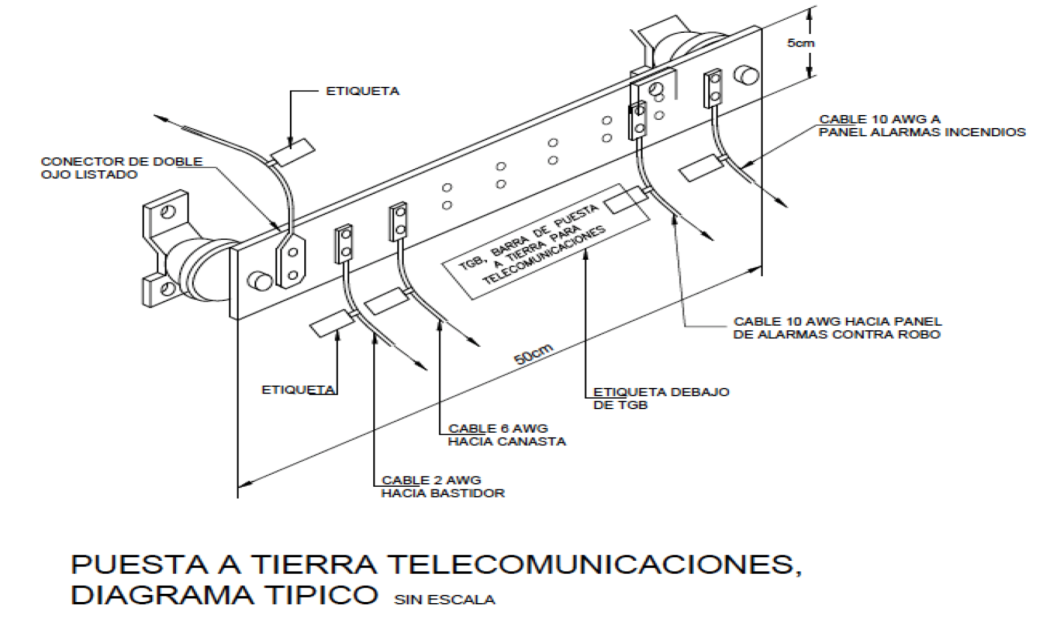 5cm
ETIQUETA
CABLE 10 AWG A
PANEL ALARMAS INCENDIOS
CONECTOR DE DOBLE
OJO LISTADO
TGB, BARRA DE PUESTA
A TIERRA PARA
TELECOMUNICACIONES
CABLE 10 AWG HACIA PANEL
DE ALARMAS CONTRA ROBO
50cm
ETIQUETA
ETIQUETA DEBAJO
DE TGB
CABLE 6 AWG
HACIA CANASTA
CABLE 2 AWG
HACIA BASTIDOR
PUESTA A TIERRA TELECOMUNICACIONES,
DIAGRAMA TIPICO SIN ESCALA